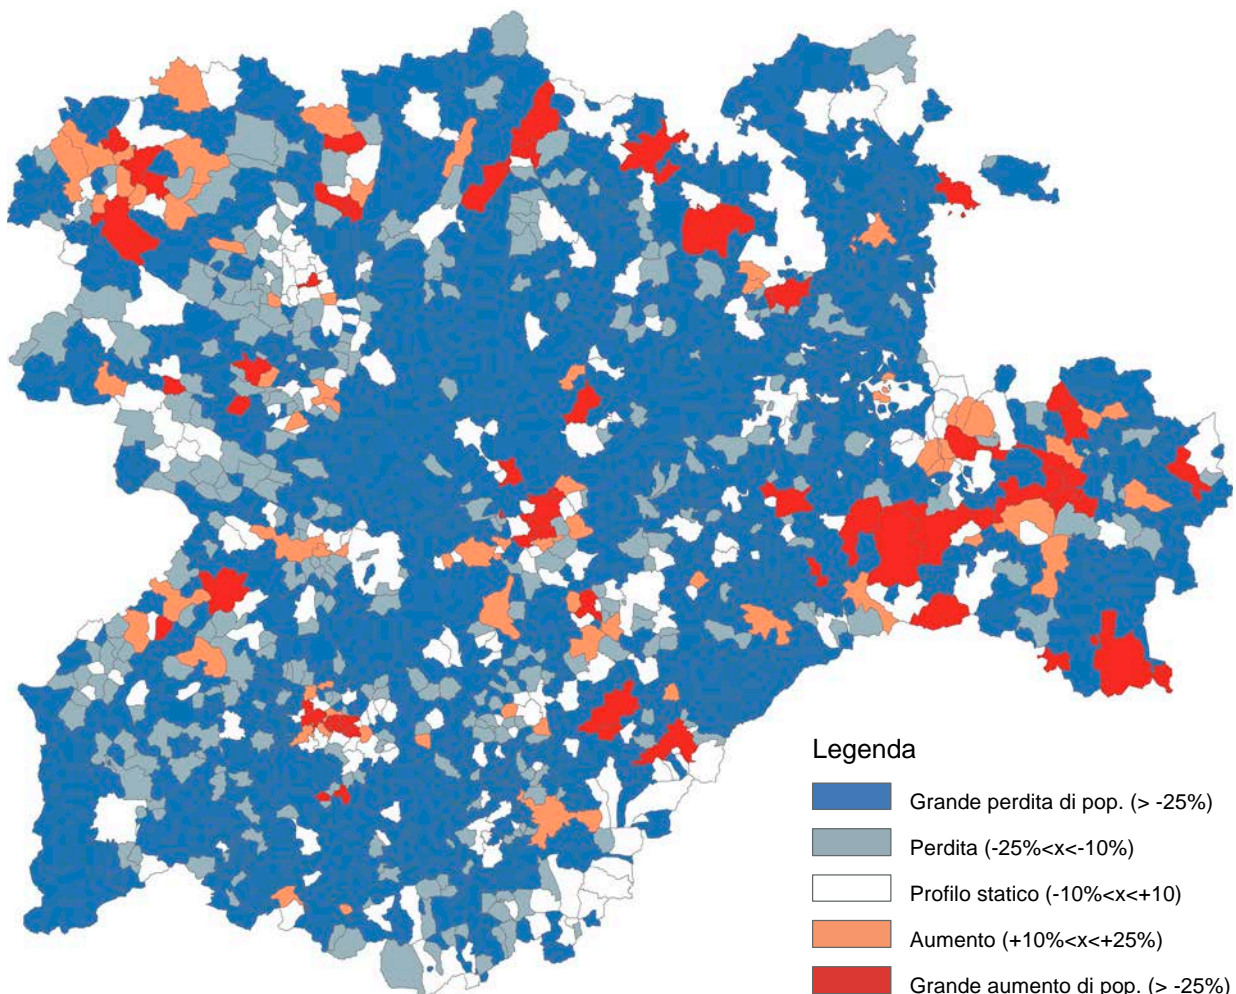 Legenda
Grande perdita di pop. (> -25%)
Perdita (-25%<x<-10%)
Profilo statico (-10%<x<+10)
Aumento (+10%<x<+25%)
Grande aumento di pop. (> -25%)